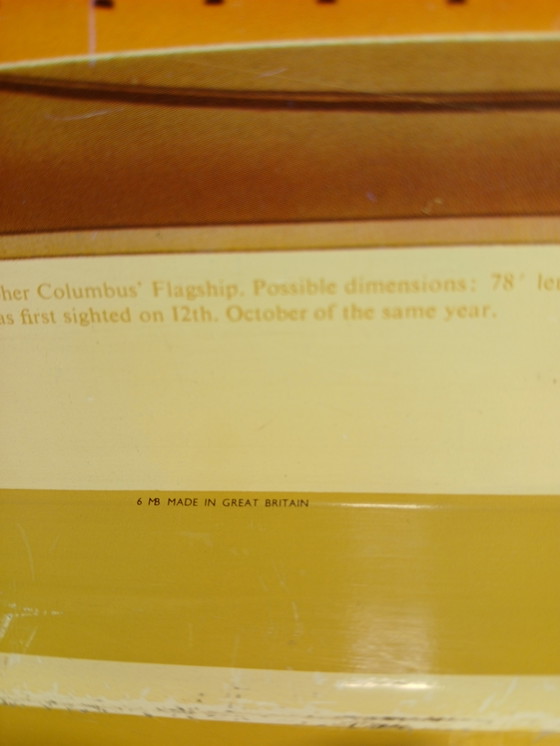 her Columbus' Flagship. Possible dimensions: 78'
as first sighted on 12th. October of the same year.
6 MB MADE IN GREAT BRITAIN